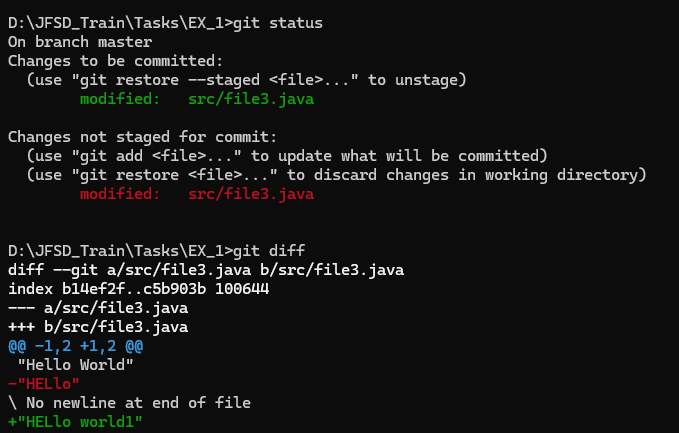 D:\JFSD_Train\Tasks\EX_1>git status
On branch master
Changes to be committed:
  (use "git restore --staged <file>..." to unstage)
        modified:   src/file3.java

Changes not staged for commit:
  (use "git add <file>..." to update what will be committed)
  (use "git restore <file>..." to discard changes in working directory)
        modified:   src/file3.java


D:\JFSD_Train\Tasks\EX_1>git diff
diff --git a/src/file3.java b/src/file3.java
index b14ef2f..c5b903b 100644
--- a/src/file3.java
+++ b/src/file3.java
@@ -1,2 +1,2 @@
 "Hello World"
-"HELlo"
\ No newline at end of file
+"HELlo world1"